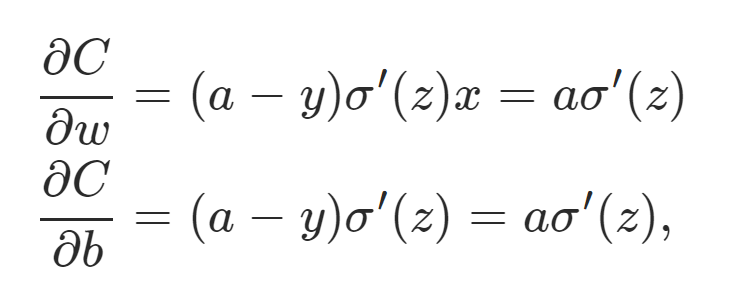 ∂C/∂w = (a − y)σ′(z)x = aσ′(z)
∂C/∂b = (a − y)σ′(z) = aσ′(z),